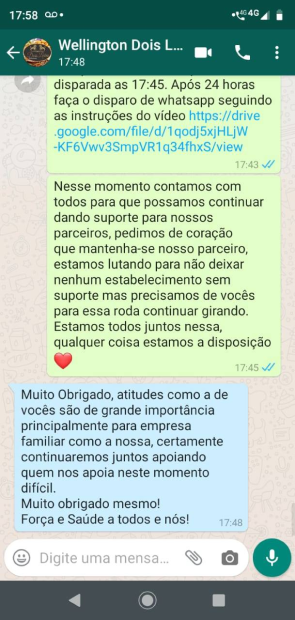 17:58
4G 4G
Wellington Dois L...
17:48
disparada as 17:45. Após 24 horas
faça o disparo de whatsapp seguindo
as instruções do vídeo https://drive
.google.com/file/d/1qodj5xjHLjW
-KF6Vwv3SmpVR1q34fhxS/view
17:43
Nesse momento contamos com
todos para que possamos continuar
dando suporte para nossos
parceiros, pedimos de coração
que mantenha-se nosso parceiro,
estamos lutando para não deixar
nenhum estabelecimento sem
suporte mas precisamos de vocês
para essa roda continuar girando.
Estamos todos juntos nessa,
qualquer coisa estamos a disposição
17:45
Muito Obrigado, atitudes como a de
vocês são de grande importância
principalmente para empresa
familiar como a nossa, certamente
continuaremos juntos apoiando
quem nos apoia neste momento
difícil.
Muito obrigado mesmo!
Força e Saúde a todos e nós!
17:48
Digite uma mensa...